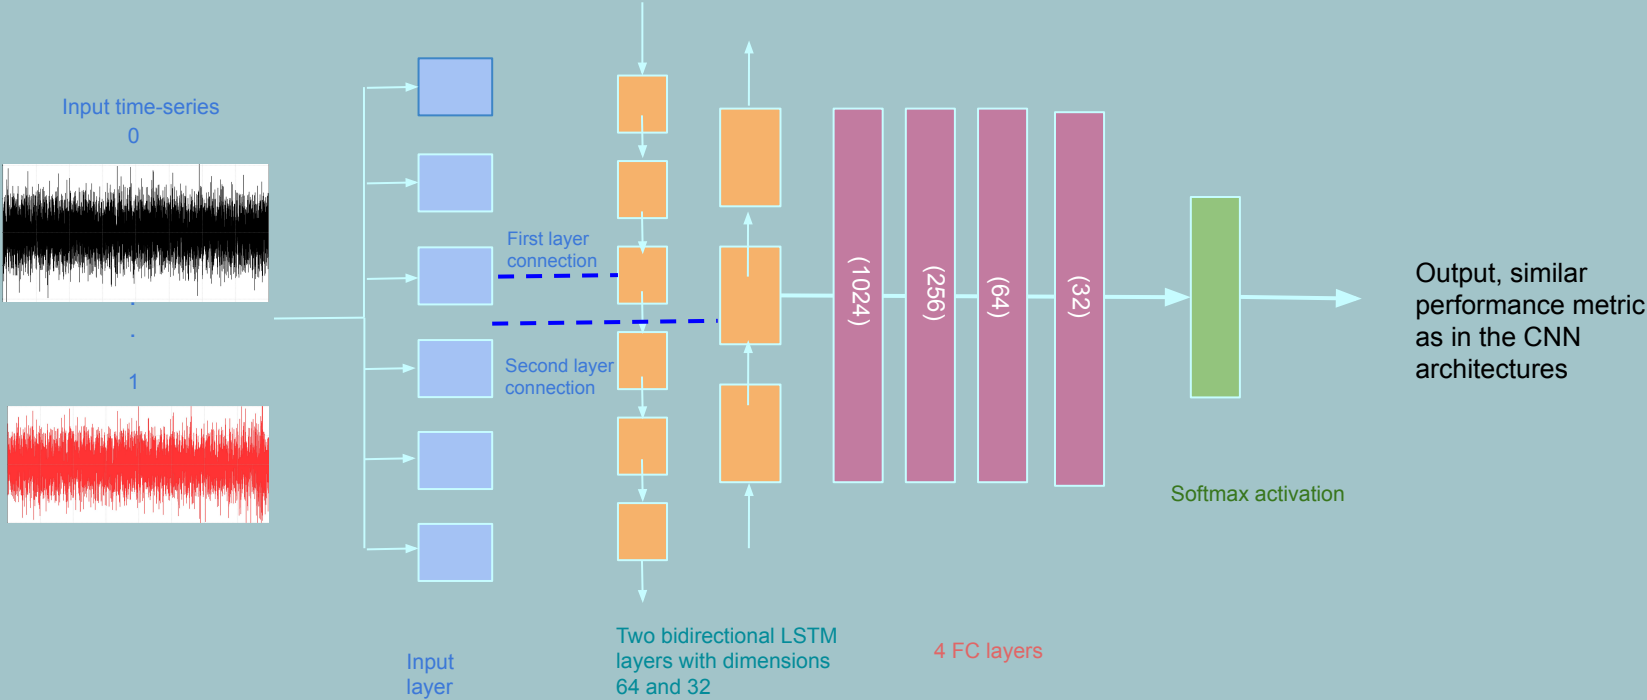 Input time-series
0
.
.
.
1
Input
layer
First layer
connection
Second layer
connection
Two bidirectional LSTM
layers with dimensions
64 and 32
(1024)
(256)
(64)
(32)
4 FC layers
Softmax activation
Output, similar
performance metric
as in the CNN
architectures